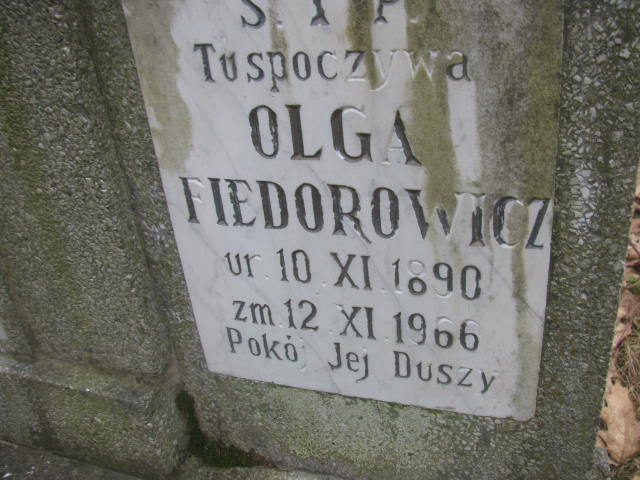 Ś. † P.
Tu spoczywa
OLGA
FIEDOROWICZ
ur. 10. XI. 1890
zm. 12. XI. 1966
Pokój Jej Duszy